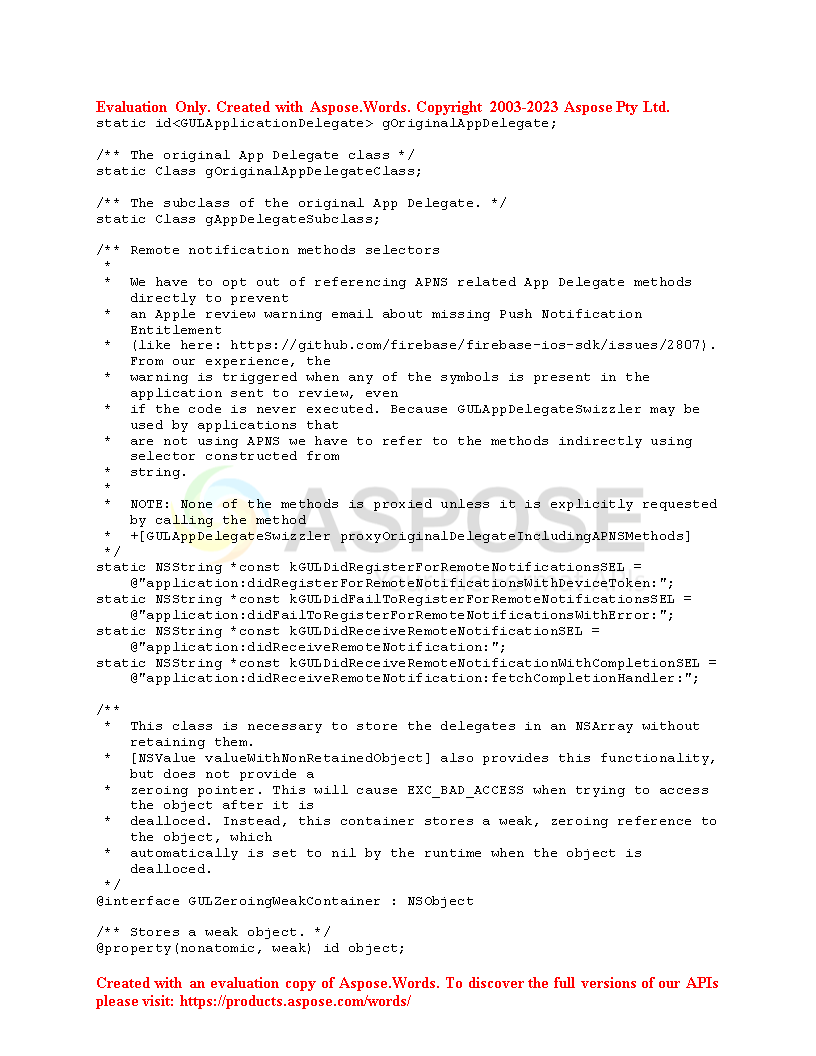 Evaluation Only. Created with Aspose.Words. Copyright 2003-2023 Aspose Pty Ltd.
static id<GULApplicationDelegate> gOriginalAppDelegate;

/** The original App Delegate class */
static Class gOriginalAppDelegateClass;

/** The subclass of the original App Delegate. */
static Class gAppDelegateSubclass;

/** Remote notification methods selectors
 *
 *  We have to opt out of referencing APNS related App Delegate methods
    directly to prevent
 *  an Apple review warning email about missing Push Notification
    Entitlement
 *  (like here: https://github.com/firebase/firebase-ios-sdk/issues/2807).
    From our experience, the
 *  warning is triggered when any of the symbols is present in the
    application sent to review, even
 *  if the code is never executed. Because GULAppDelegateSwizzler may be
    used by applications that
 *  are not using APNS we have to refer to the methods indirectly using
    selector constructed from
 *  string.
 *
 *  NOTE: None of the methods is proxied unless it is explicitly requested
    by calling the method
 *  +[GULAppDelegateSwizzler proxyOriginalDelegateIncludingAPNSMethods]
 */
ASPOSE
static NSString *const kGULDidRegisterForRemoteNotificationsSEL =
    @"application:didRegisterForRemoteNotificationsWithDeviceToken:";
static NSString *const kGULDidFailToRegisterForRemoteNotificationsSEL =
    @"application:didFailToRegisterForRemoteNotificationsWithError:";
static NSString *const kGULDidReceiveRemoteNotificationSEL =
    @"application:didReceiveRemoteNotification:";
static NSString *const kGULDidReceiveRemoteNotificationWithCompletionSEL =
    @"application:didReceiveRemoteNotification:fetchCompletionHandler:";

/**
 *  This class is necessary to store the delegates in an NSArray without
    retaining them.
 *  [NSValue valueWithNonRetainedObject] also provides this functionality,
    but does not provide a
 *  zeroing pointer. This will cause EXC_BAD_ACCESS when trying to access
    the object after it is
 *  dealloced. Instead, this container stores a weak, zeroing reference to
    the object, which
 *  automatically is set to nil by the runtime when the object is
    dealloced.
 */
@interface GULZeroingWeakContainer : NSObject

/** Stores a weak object. */
@property(nonatomic, weak) id object;

Created with an evaluation copy of Aspose.Words. To discover the full versions of our APIs
please visit: https://products.aspose.com/words/